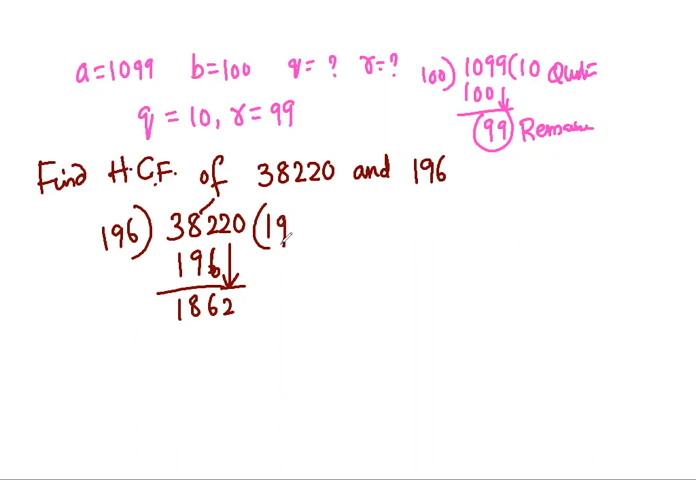 a=1099 b=100 q=? r=? 100) 1099(10
100
q = 10, r=99 (99)
Find H.C.F. of 38220 and 196
196) 38220 (19
196
1862